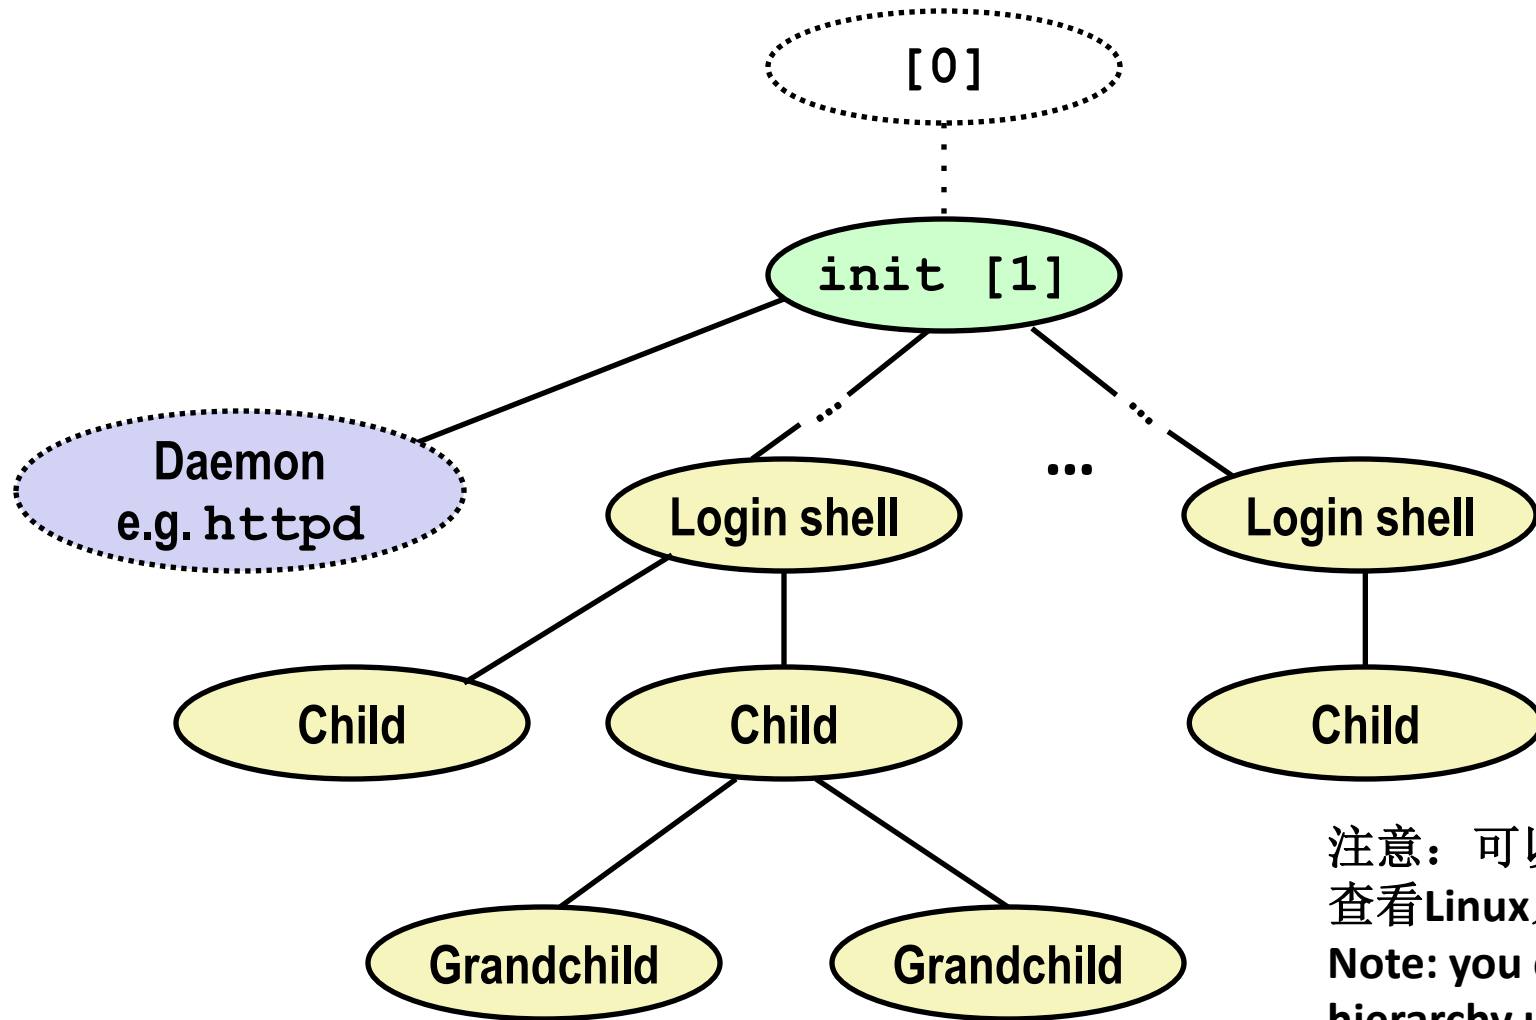 [0]
init [1]
Daemon
e.g. httpd
...
Login shell
Login shell
Child
Child
Child
Grandchild
Grandchild
注意：可
查看Linux
Note: you
hierarchy